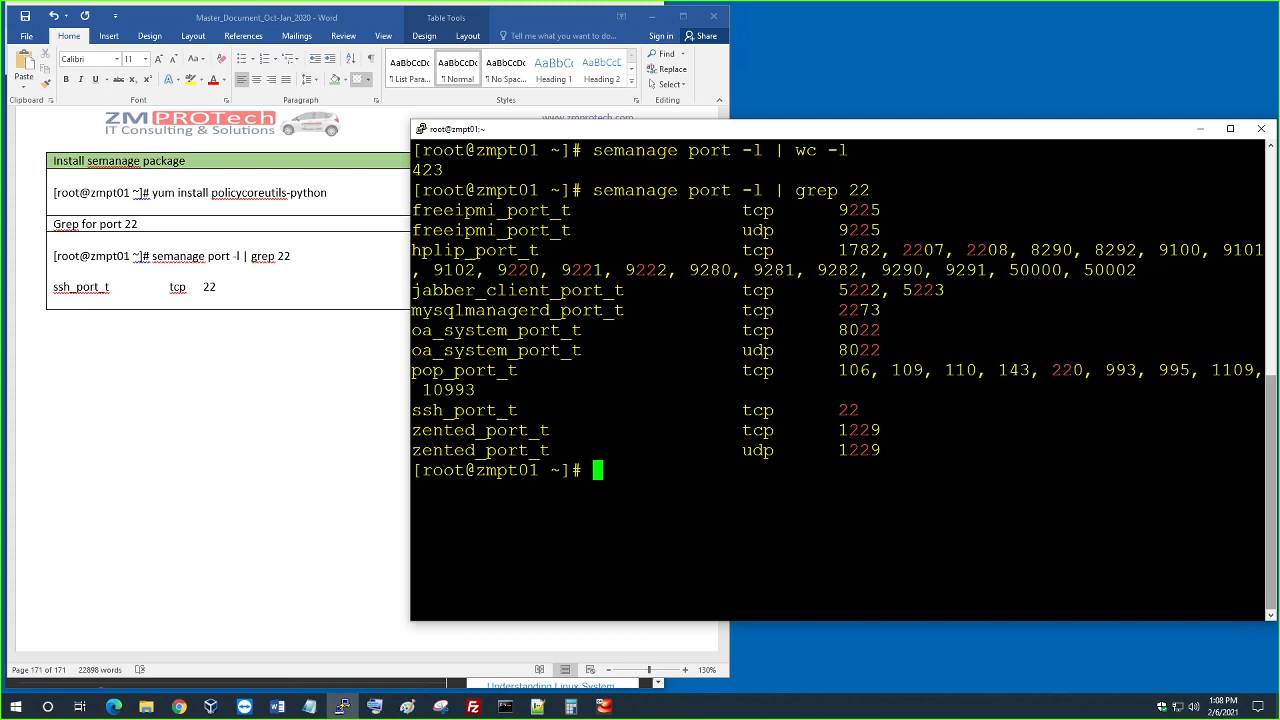 Master_Document_Oct-Jan_2020 - Word
Table Tools
File Home Insert Design Layout References Mailings Review View Design Layout Tell me what you want to do... Sign in Share
Paste
Calibri 11
Find
Replace
Select
AaBbCcDc AaBbCcDc AaBbCcDc AaBbC AaBbCcC
¶ List Para... ¶ Normal ¶ No Spac... Heading 1 Heading 2
Clipboard Font Paragraph Styles Editing
ZMPROTech
IT Consulting & Solutions
www.zmprotech.com
Install semanage package
[root@zmpt01 ~]# yum install policycoreutils-python
Grep for port 22
[root@zmpt01 ~]# semanage port -l | grep 22
ssh_port_t tcp 22
root@zmpt01:~
[root@zmpt01 ~]# semanage port -l | wc -l
423
[root@zmpt01 ~]# semanage port -l | grep 22
freeipmi_port_t tcp 9225
freeipmi_port_t udp 9225
hplip_port_t tcp 1782, 2207, 2208, 8290, 8292, 9100, 9101
, 9102, 9220, 9221, 9222, 9280, 9281, 9282, 9290, 9291, 50000, 50002
jabber_client_port_t tcp 5222, 5223
mysqlmanagerd_port_t tcp 2273
oa_system_port_t tcp 8022
oa_system_port_t udp 8022
pop_port_t tcp 106, 109, 110, 143, 220, 993, 995, 1109,
10993
ssh_port_t tcp 22
zented_port_t tcp 1229
zented_port_t udp 1229
[root@zmpt01 ~]#
Page 171 of 171 22898 words 130%
Understanding Linux System
1:08 PM
2/6/2021